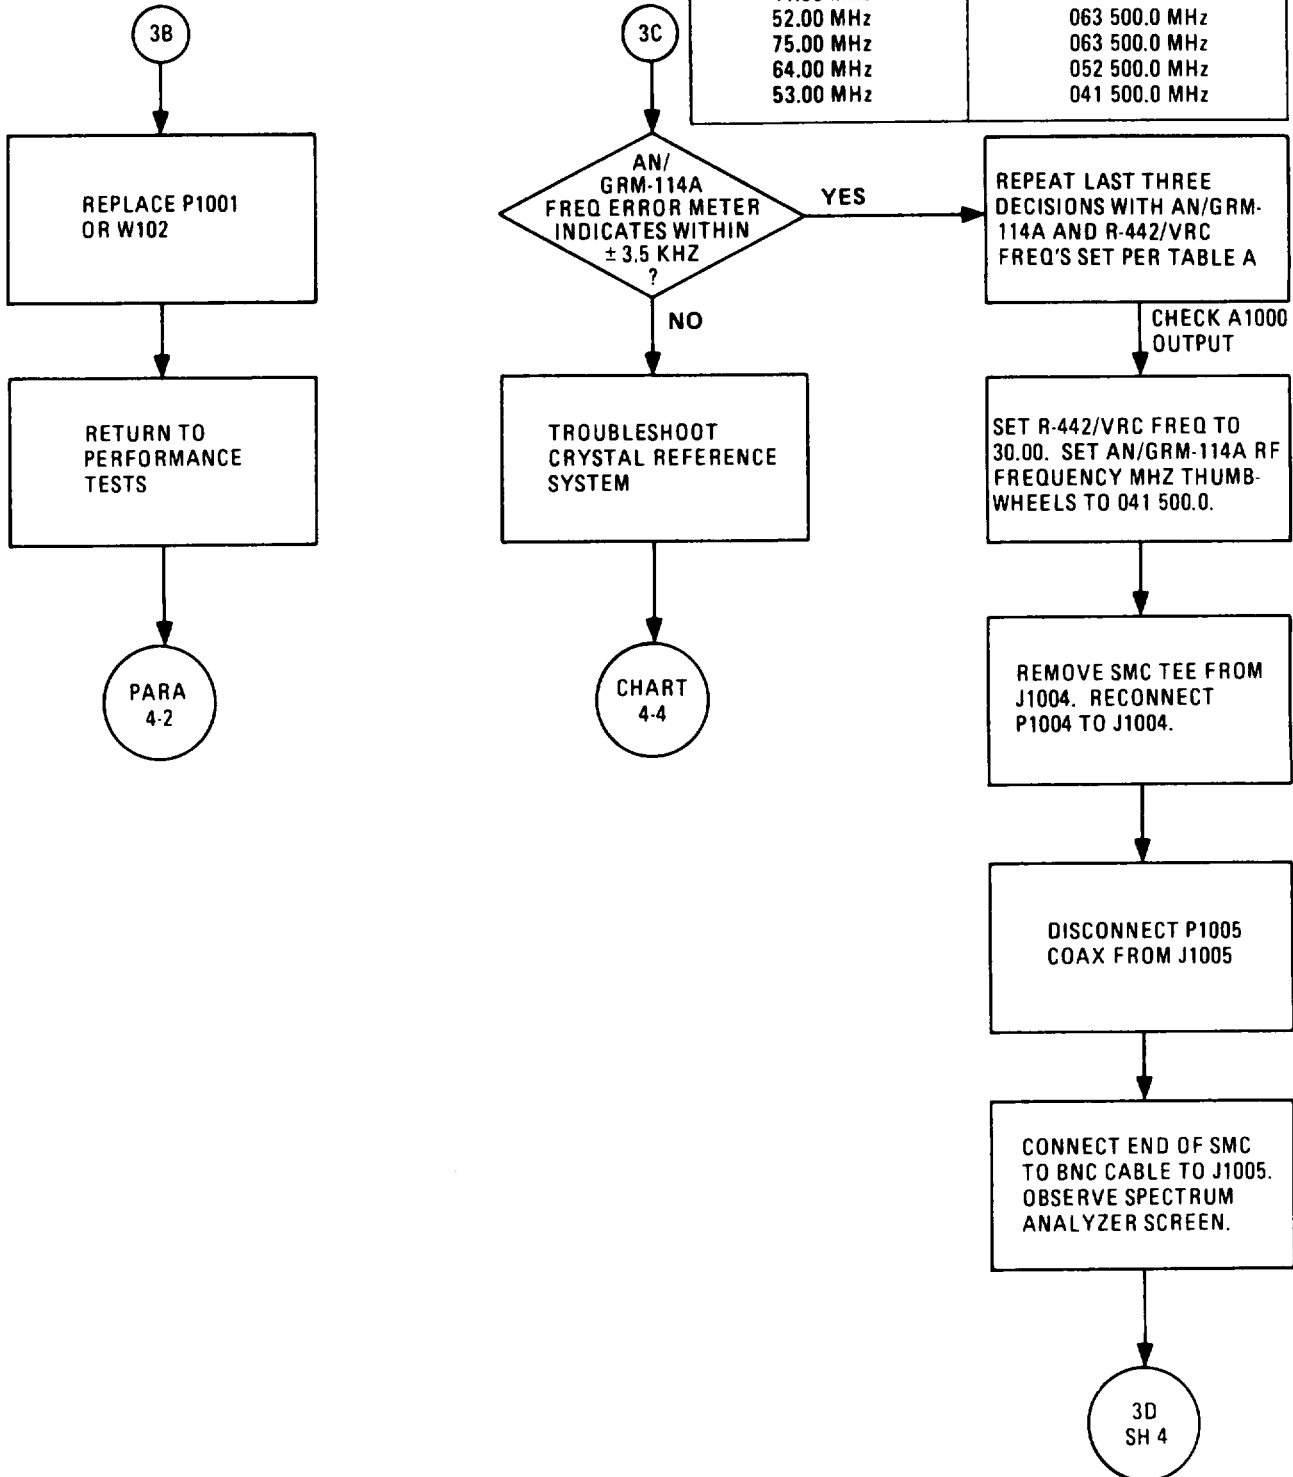 3B
3C
52.00 MHz 063 500.0 MHz
75.00 MHz 063 500.0 MHz
64.00 MHz 052 500.0 MHz
53.00 MHz 041 500.0 MHz
REPLACE P1001
OR W102
RETURN TO
PERFORMANCE
TESTS
PARA
4-2
AN/
GRM-114A
FREQ ERROR METER
INDICATES WITHIN
± 3.5 KHZ
?
YES
NO
TROUBLESHOOT
CRYSTAL REFERENCE
SYSTEM
CHART
4-4
REPEAT LAST THREE
DECISIONS WITH AN/GRM-
114A AND R-442/VRC
FREQ'S SET PER TABLE A
CHECK A1000
OUTPUT
SET R-442/VRC FREQ TO
30.00. SET AN/GRM-114A RF
FREQUENCY MHZ THUMB-
WHEELS TO 041 500.0.
REMOVE SMC TEE FROM
J1004. RECONNECT
P1004 TO J1004.
DISCONNECT P1005
COAX FROM J1005
CONNECT END OF SMC
TO BNC CABLE TO J1005.
OBSERVE SPECTRUM
ANALYZER SCREEN.
3D
SH 4